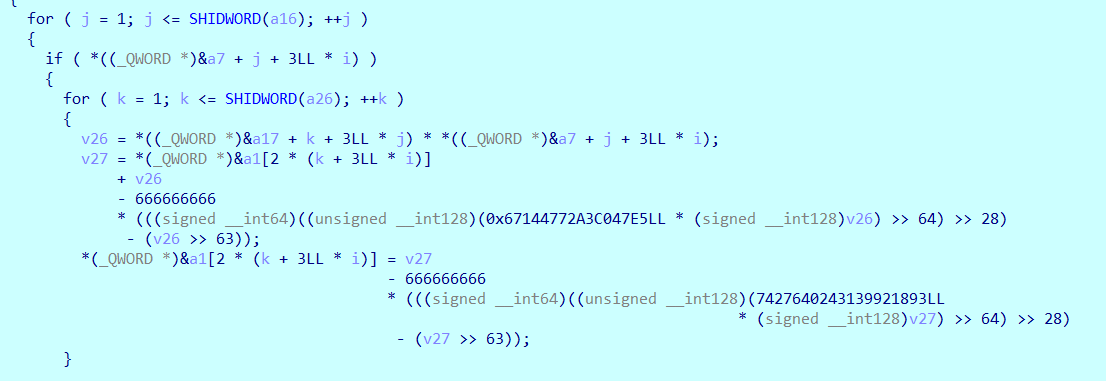 {
for ( j = 1; j <= SHIDWORD(a16); ++j )
{
if ( *((_QWORD *)&a7 + j + 3LL * i) )
{
for ( k = 1; k <= SHIDWORD(a26); ++k )
{
v26 = *((_QWORD *)&a17 + k + 3LL * j) * *((_QWORD *)&a7 + j + 3LL * i);
v27 = *(_QWORD *)&a1[2 * (k + 3LL * i)]
+ v26
- 666666666
* (((signed __int64)((unsigned __int128)(0x67144772A3C047E5LL * (signed __int128)v26) >> 64) >> 28)
- (v26 >> 63));
*(_QWORD *)&a1[2 * (k + 3LL * i)] = v27
- 666666666
* (((signed __int64)((unsigned __int128)(7427640243139921893LL
* (signed __int128)v27) >> 64) >> 28)
- (v27 >> 63));
}